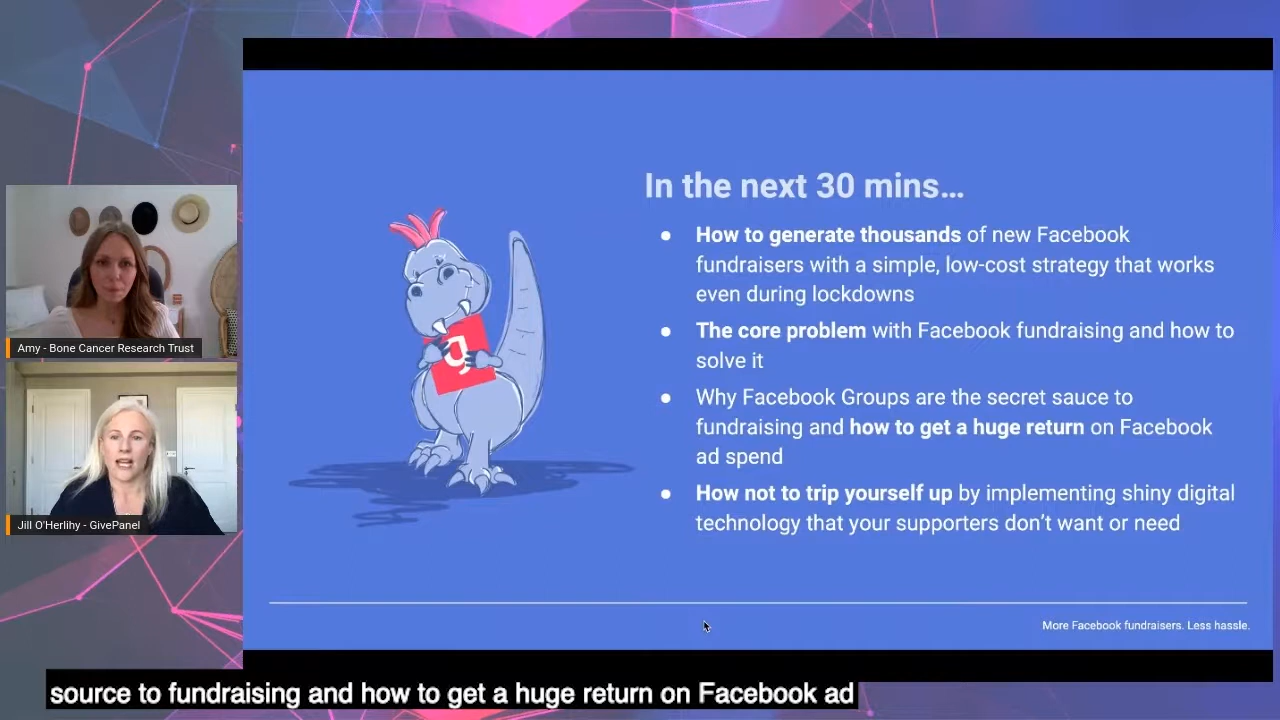 In the next 30 mins...
● How to generate thousands of new Facebook
fundraisers with a simple, low-cost strategy that works
even during lockdowns
● The core problem with Facebook fundraising and how to
solve it
● Why Facebook Groups are the secret sauce to
fundraising and how to get a huge return on Facebook
ad spend
● How not to trip yourself up by implementing shiny digital
technology that your supporters don't want or need
g
More Facebook fundraisers. Less hassle.
Amy - Bone Cancer Research Trust
Jill O'Herlihy - GivePanel
source to fundraising and how to get a huge return on Facebook ad